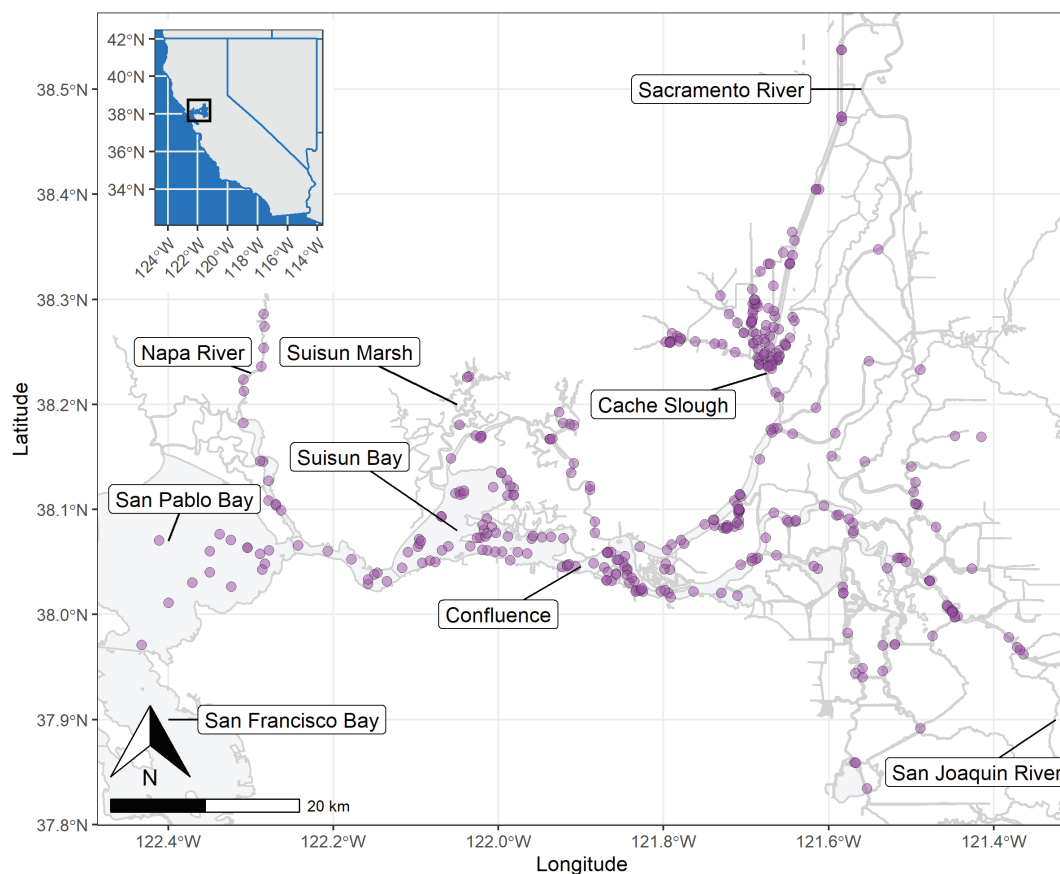 42°N
40°N
38°N
36°N
34°N
124°W
122°W
120°W
118°W
116°W
114°W
38.5°N
38.4°N
38.3°N
38.2°N
38.1°N
38.0°N
37.9°N
37.8°N
Latitude
Sacramento River
Napa River
Suisun Marsh
Cache Slough
Suisun Bay
San Pablo Bay
Confluence
San Francisco Bay
San Joaquin River
N
20 km
122.4°W
122.2°W
122.0°W
121.8°W
121.6°W
121.4°W
Longitude